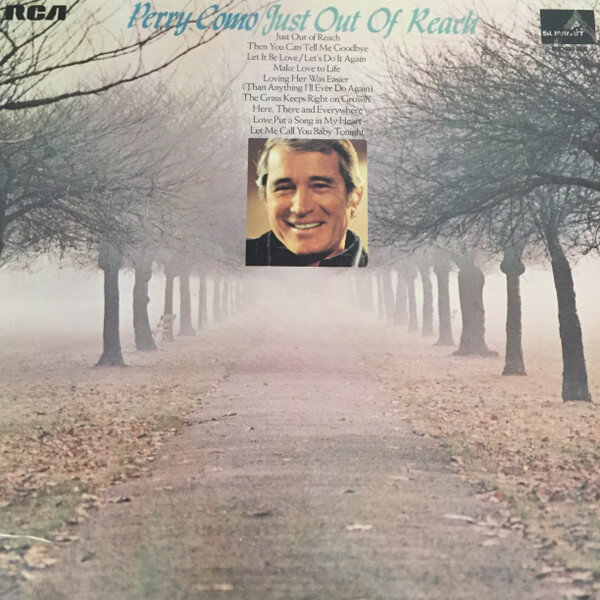 RCA
Perry Como Just Out Of Reach
SUMMIT
Just Out of Reach
Then You Can Tell Me Goodbye
Let It Be Love/Let's Do It Again
Make Love to Life
Loving Her Was Easier
(Than Anything I'll Ever Do Again)
The Grass Keeps Right on Growin'
Here, There and Everywhere
Love Put a Song in My Heart
Let Me Call You Baby Tonight